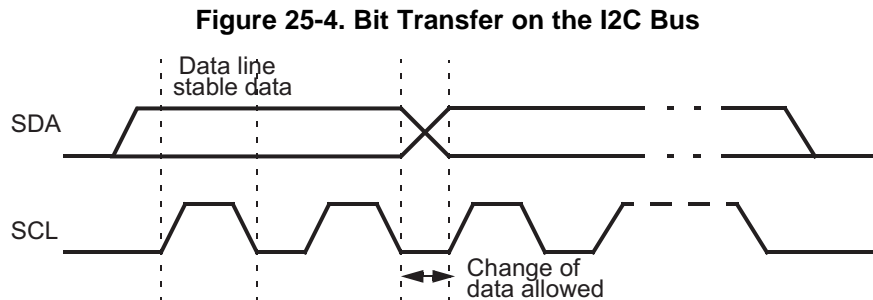 Figure 25-4. Bit Transfer on the I2C Bus
Data line
stable data
SDA
SCL
Change of
data allowed